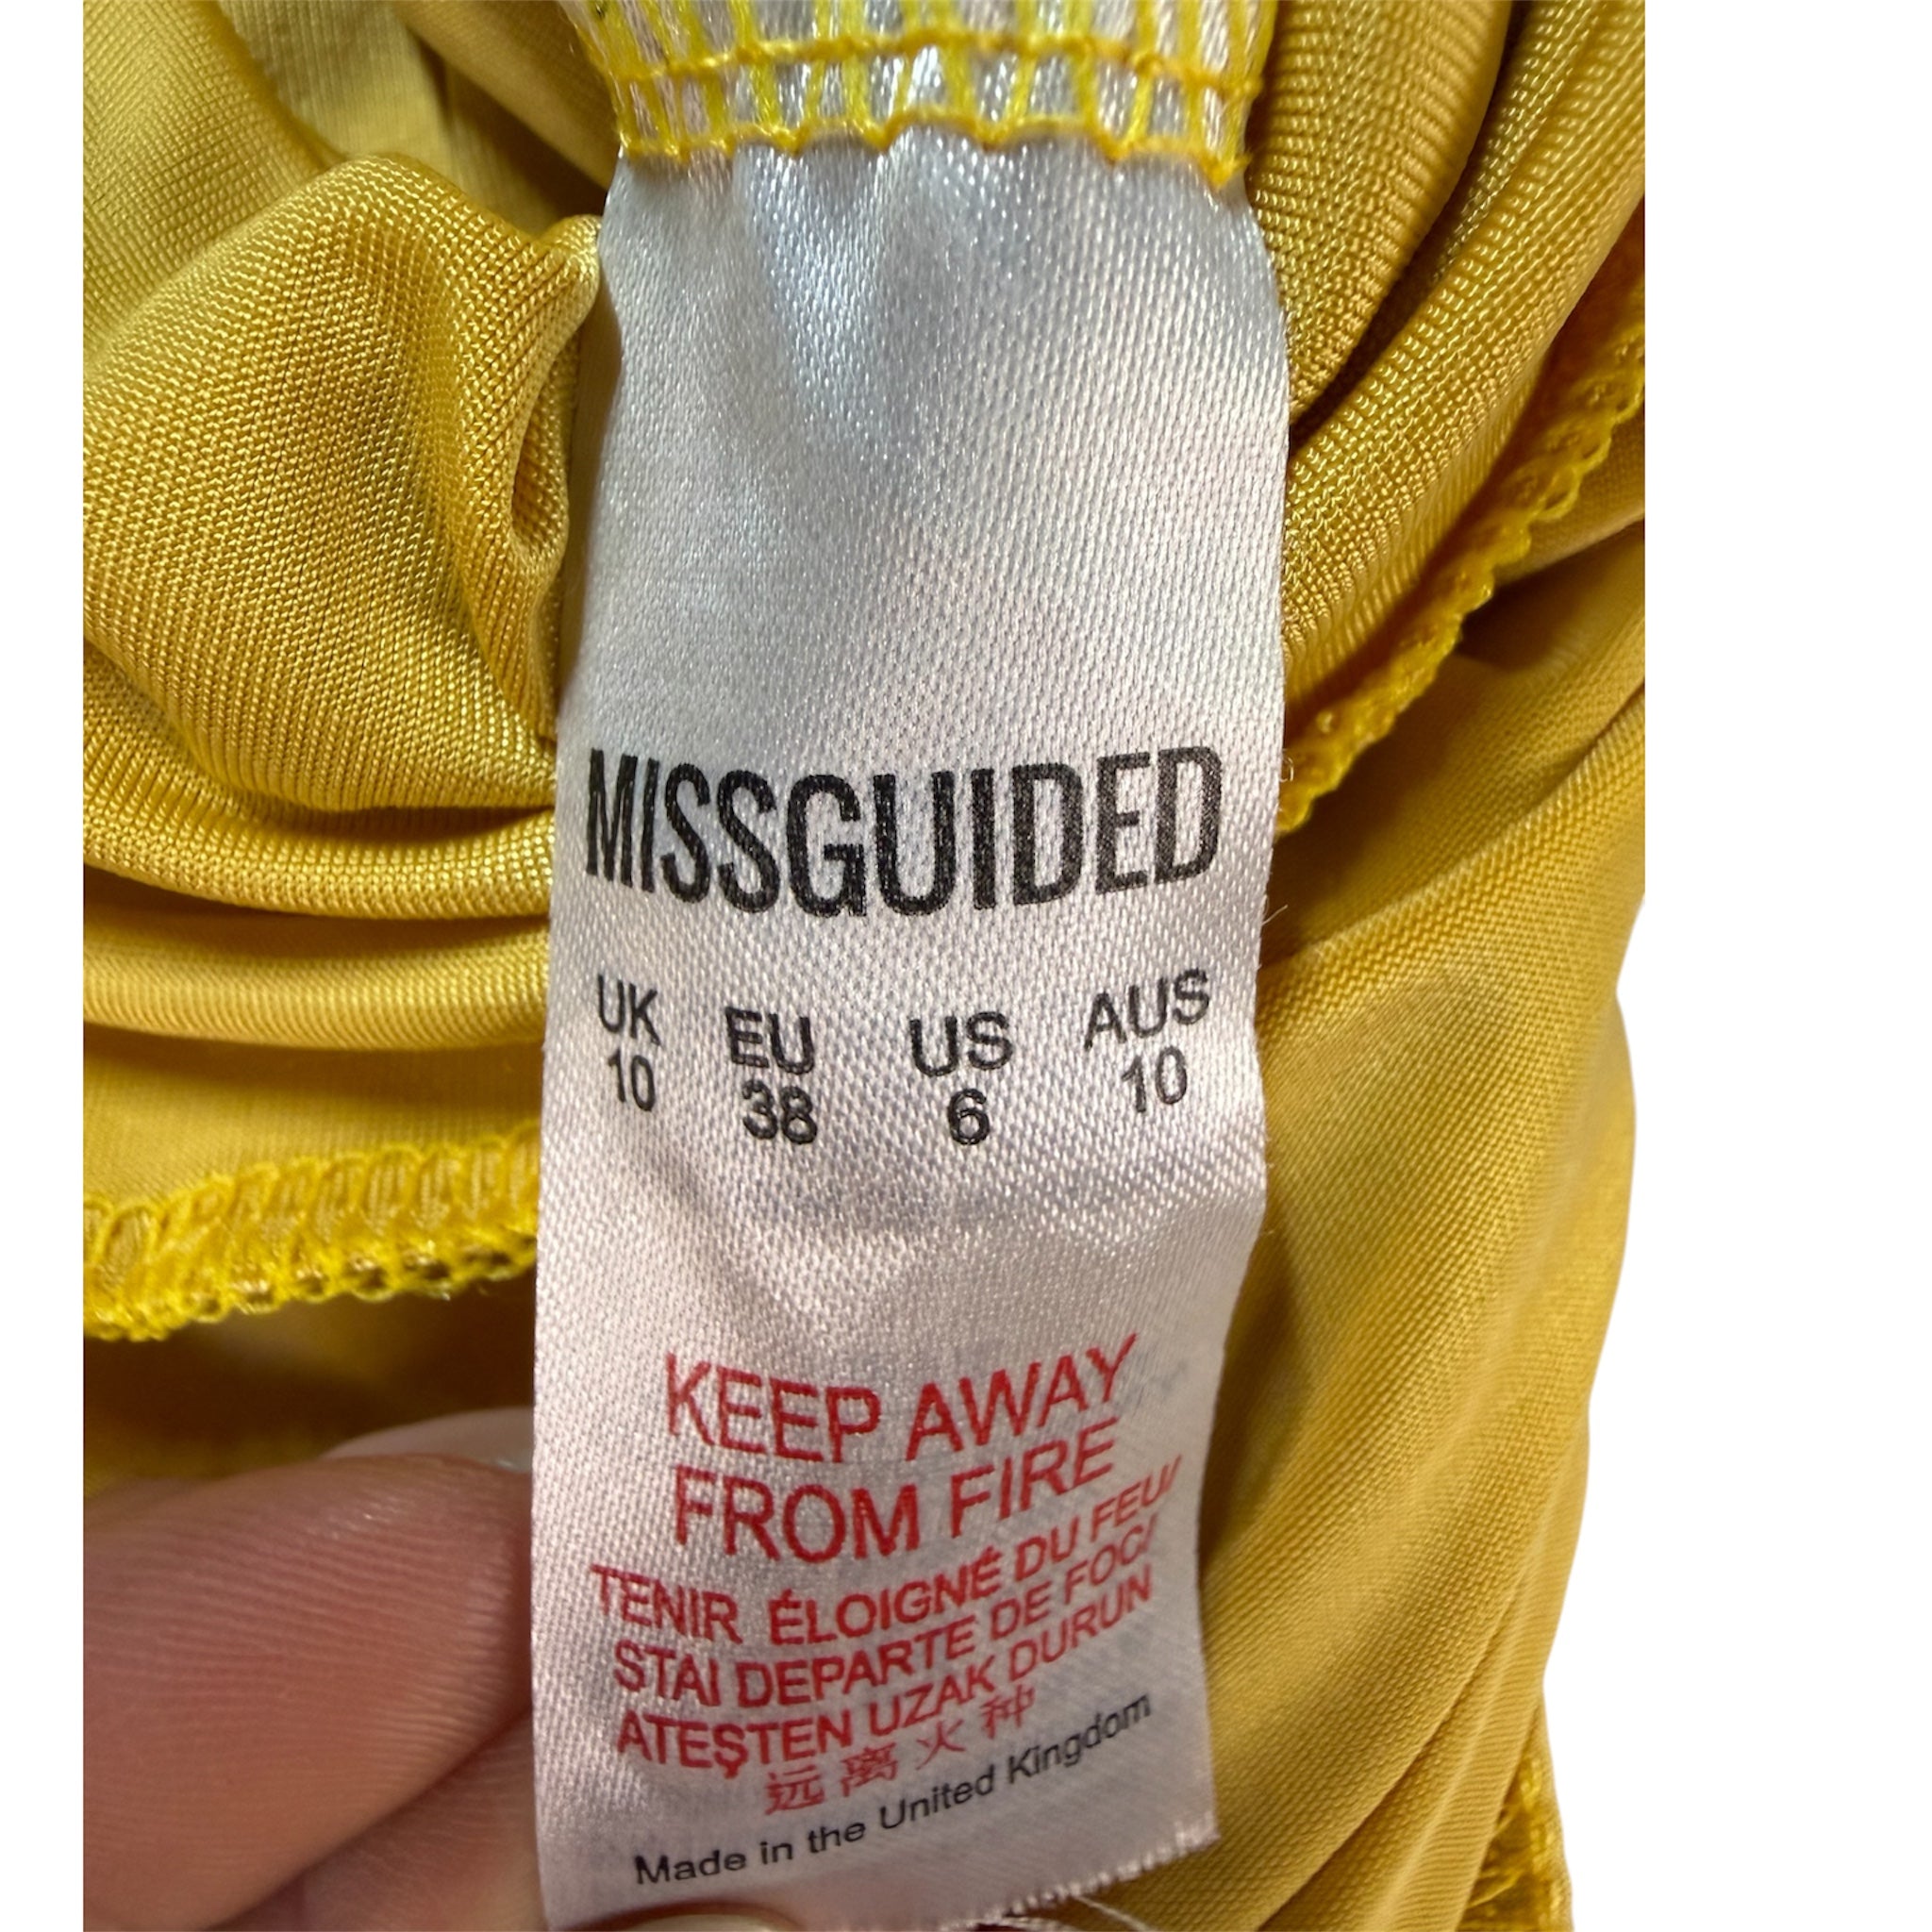 MISSGUIDED
UK EU US AUS
10 38 6 10
KEEP AWAY
FROM FIRE
TENIR ÉLOIGNÉ DU FEU/
STAI DEPARTE DE FOC/
ATEŞTEN UZAK DURUN
远离火种
Made in the United Kingdom